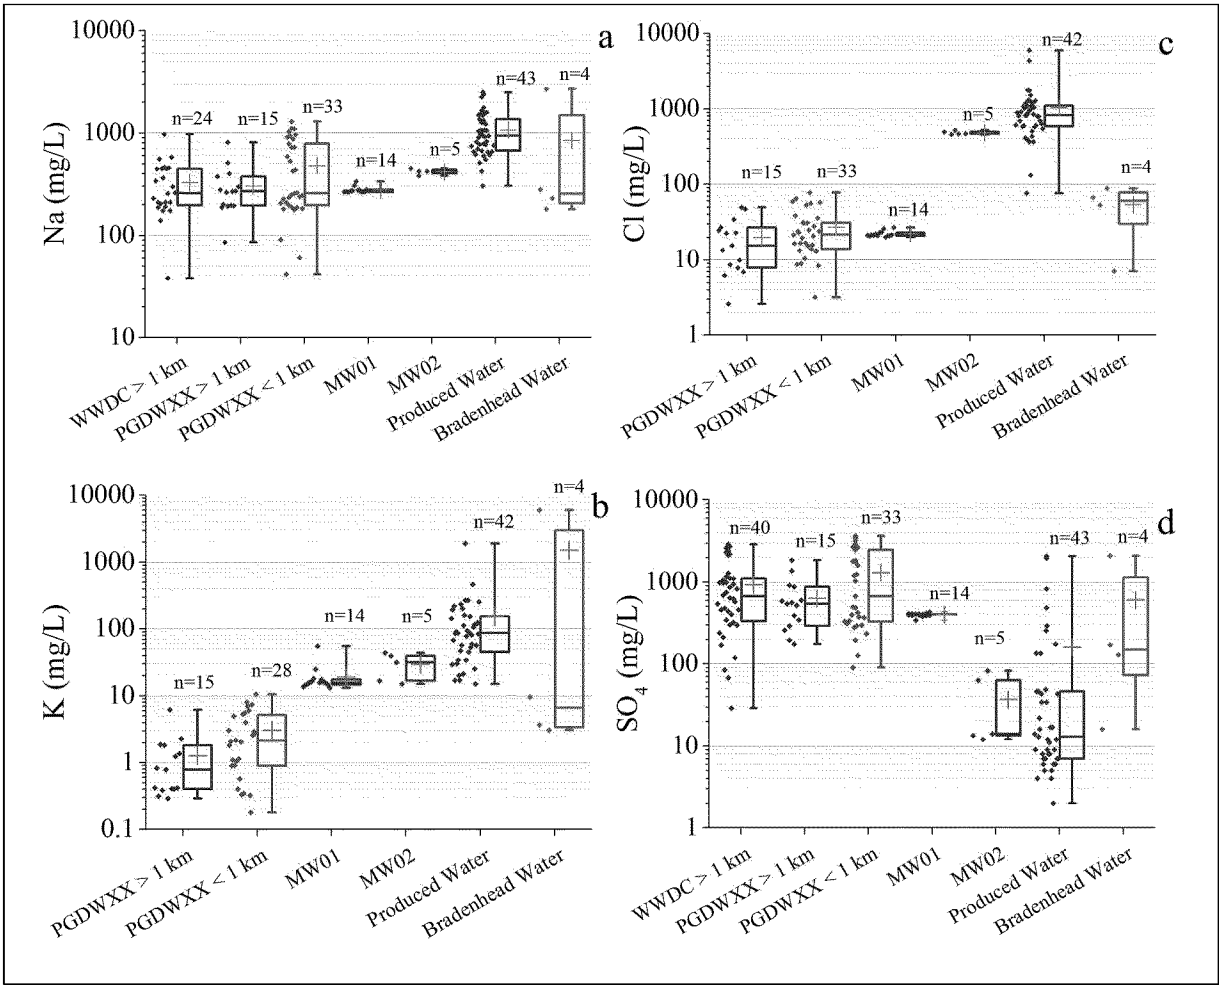 a
10000
1000
100
10
Na (mg/L)
n=24
n=15
n=33
n=14
n=5
n=43
n=4
WWDC > 1 km
PGDWXX > 1 km
PGDWXX < 1 km
MW01
MW02
Produced Water
Bradenhead Water
c
10000
1000
100
10
1
Cl (mg/L)
n=15
n=33
n=14
n=5
n=42
n=4
PGDWXX > 1 km
PGDWXX < 1 km
MW01
MW02
Produced Water
Bradenhead Water
b
10000
1000
100
10
1
0.1
K (mg/L)
n=15
n=28
n=14
n=5
n=42
n=4
PGDWXX > 1 km
PGDWXX < 1 km
MW01
MW02
Produced Water
Bradenhead Water
d
10000
1000
100
10
1
SO4 (mg/L)
n=40
n=15
n=33
n=14
n=5
n=43
n=4
WWDC > 1 km
PGDWXX > 1 km
PGDWXX < 1 km
MW01
MW02
Produced Water
Bradenhead Water